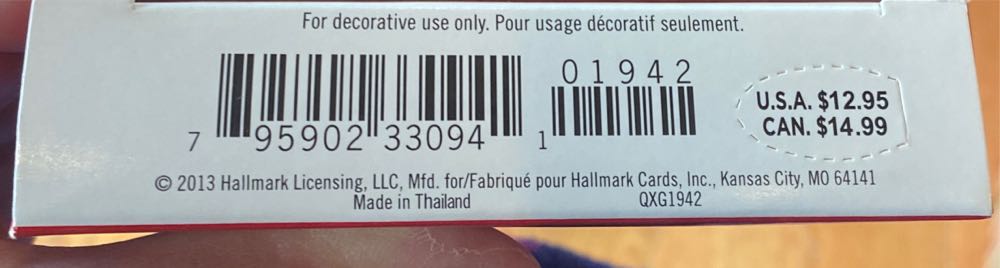 For decorative use only. Pour usage décoratif seulement.
01942
7 95902 33094 1
U.S.A. $12.95
CAN. $14.99
© 2013 Hallmark Licensing, LLC, Mfd. for/Fabriqué pour Hallmark Cards, Inc., Kansas City, MO 64141
Made in Thailand QXG1942